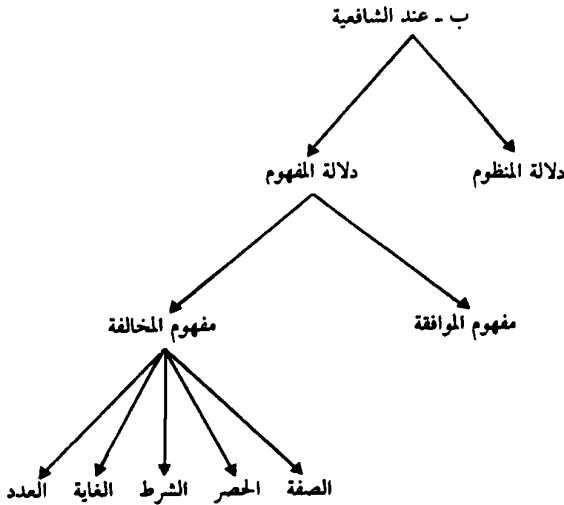 ب - عند الشافعية
دلالة المنظوم دلالة المفهوم
مفهوم الموافقة مفهوم المخالفة
الصفة الحصر الشرط الغاية العدد